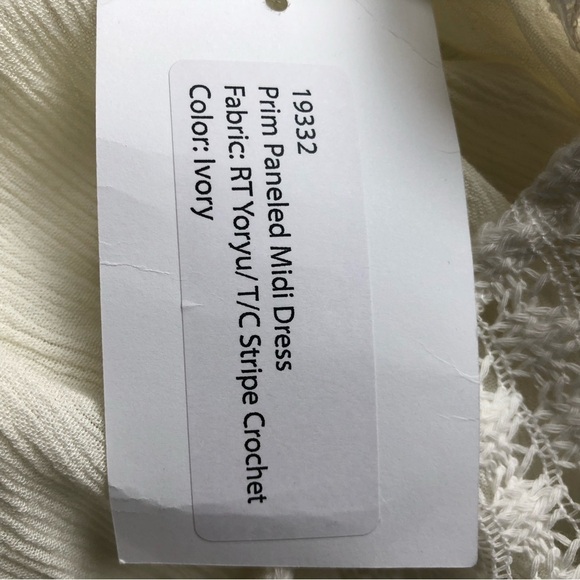 19332
Prim Paneled Midi Dress
Fabric: RT Yoryu/ T/C Stripe Crochet
Color: Ivory